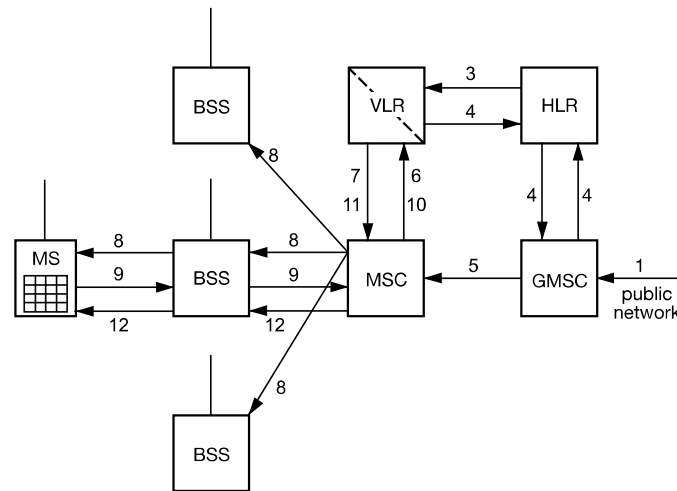 BSS
VLR
3
HLR
4
8
7
6
11
10
4
4
MS
8
BSS
8
MSC
5
GMSC
1
9
9
public
network
12
12
8
BSS